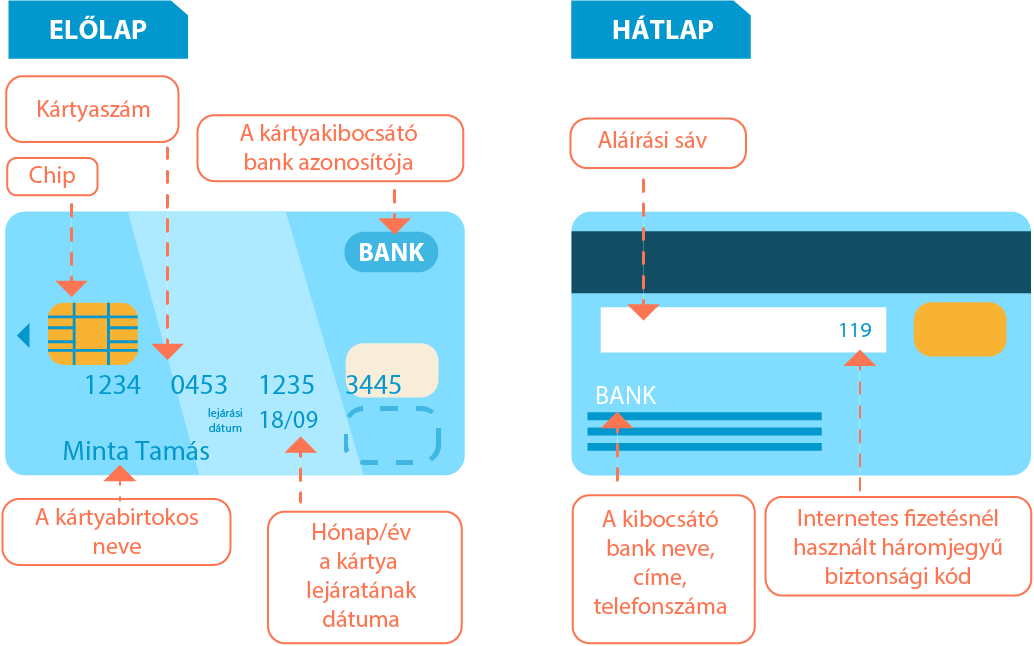 ELŐLAP
Kártyaszám
A kártyakibocsátó
bank azonosítója
Chip
BANK
1234 0453 1235 3445
lejárási
dátum
18/09
Minta Tamás
A kártyabirtokos
neve
Hónap/év
a kártya
lejáratának
dátuma
HÁTLAP
Aláírási sáv
119
BANK
A kibocsátó
bank neve,
címe,
telefonszáma
Internetes fizetésnél
használt háromjegyű
biztonsági kód